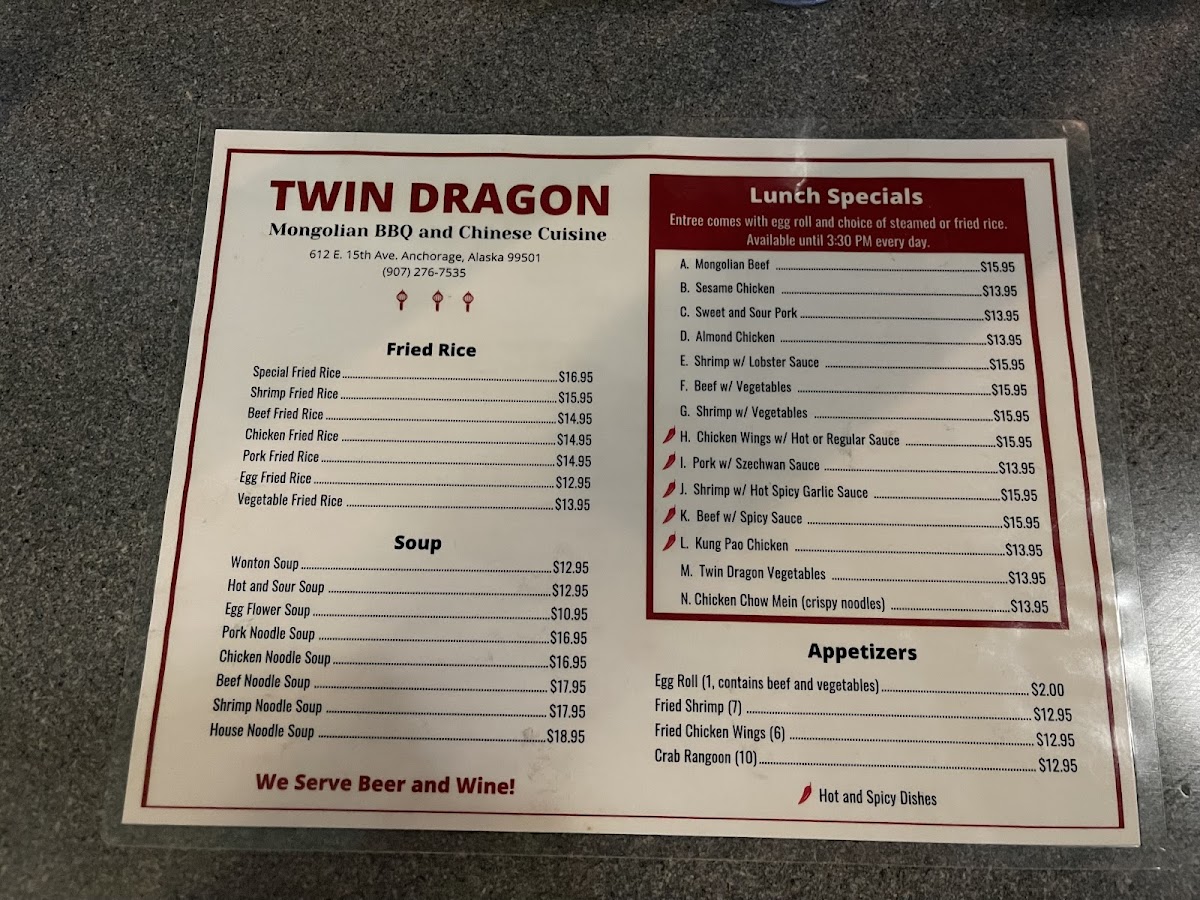 TWIN DRAGON
Mongolian BBQ and Chinese Cuisine
612 E. 15th Ave. Anchorage, Alaska 99501
(907) 276-7535
Fried Rice
Special Fried Rice $16.95
Shrimp Fried Rice $15.95
Beef Fried Rice $14.95
Chicken Fried Rice $14.95
Pork Fried Rice $14.95
Egg Fried Rice $12.95
Vegetable Fried Rice $13.95
Soup
Wonton Soup $12.95
Hot and Sour Soup $12.95
Egg Flower Soup $10.95
Pork Noodle Soup $16.95
Chicken Noodle Soup $16.95
Beef Noodle Soup $17.95
Shrimp Noodle Soup $17.95
House Noodle Soup $18.95
We Serve Beer and Wine!
Lunch Specials
Entree comes with egg roll and choice of steamed or fried rice.
Available until 3:30 PM every day.
A. Mongolian Beef $15.95
B. Sesame Chicken $13.95
C. Sweet and Sour Pork $13.95
D. Almond Chicken $13.95
E. Shrimp w/ Lobster Sauce $15.95
F. Beef w/ Vegetables $15.95
G. Shrimp w/ Vegetables $15.95
H. Chicken Wings w/ Hot or Regular Sauce $15.95
I. Pork w/ Szechwan Sauce $13.95
J. Shrimp w/ Hot Spicy Garlic Sauce $15.95
K. Beef w/ Spicy Sauce $15.95
L. Kung Pao Chicken $13.95
M. Twin Dragon Vegetables $13.95
N. Chicken Chow Mein (crispy noodles) $13.95
Appetizers
Egg Roll (1, contains beef and vegetables) $2.00
Fried Shrimp (7) $12.95
Fried Chicken Wings (6) $12.95
Crab Rangoon (10) $12.95
Hot and Spicy Dishes